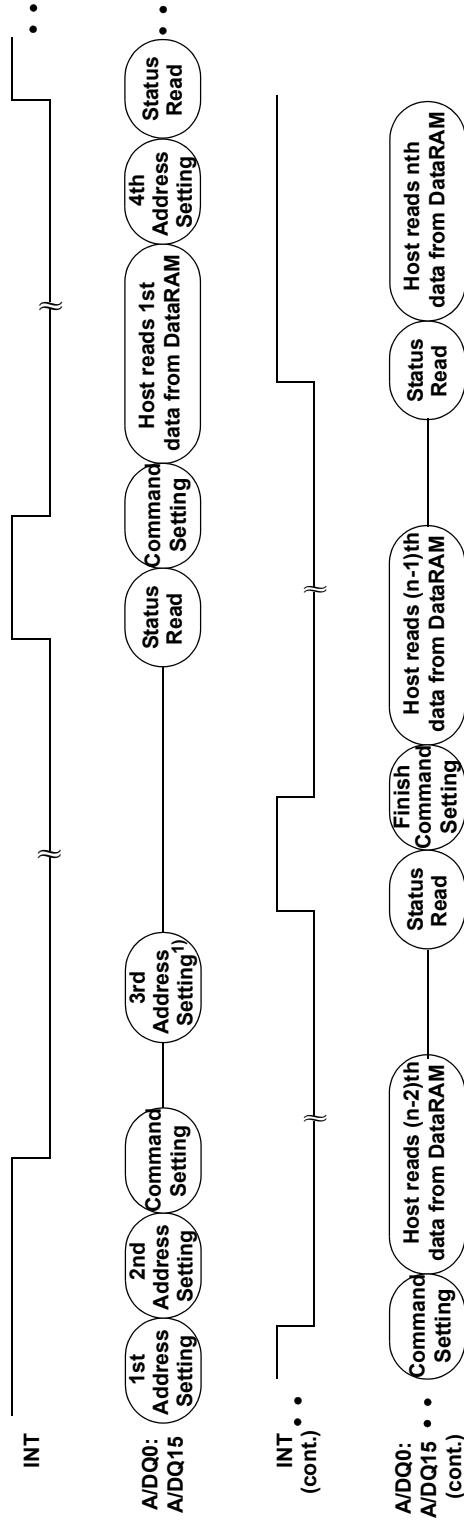 INT
A/DQ0:
A/DQ15
1st
Address
Setting
2nd
Address
Setting
Command
Setting
3rd
Address
Setting1)
Status
Read
Command
Setting
Host reads 1st
data from DataRAM
4th
Address
Setting
Status
Read
INT
(cont.)
A/DQ0:
A/DQ15
(cont.)
Command
Setting
Host reads (n-2)th
data from DataRAM
Status
Read
Finish
Command
Setting
Host reads (n-1)th
data from DataRAM
Status
Read
Host reads nth
data from DataRAM